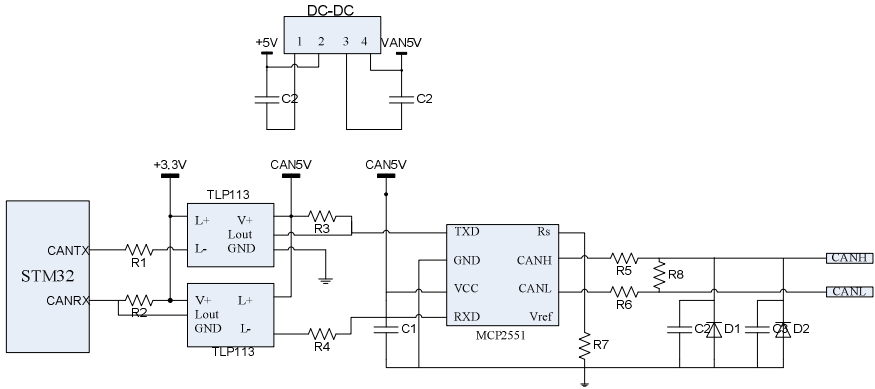 DC-DC
+5V 1 2 3 4 VAN5V
C2 C2
+3.3V CAN5V CAN5V
TLP113
L+ V+ R3
Lout
L- GND
CANTX R1
STM32
CANRX R2
V+ L+
Lout
GND L- R4
TLP113
C1
TXD Rs
GND CANH
VCC CANL
RXD Vref
MCP2551
R5 R8 CANH
R6 CANL
R7 C2 D1 C3 D2